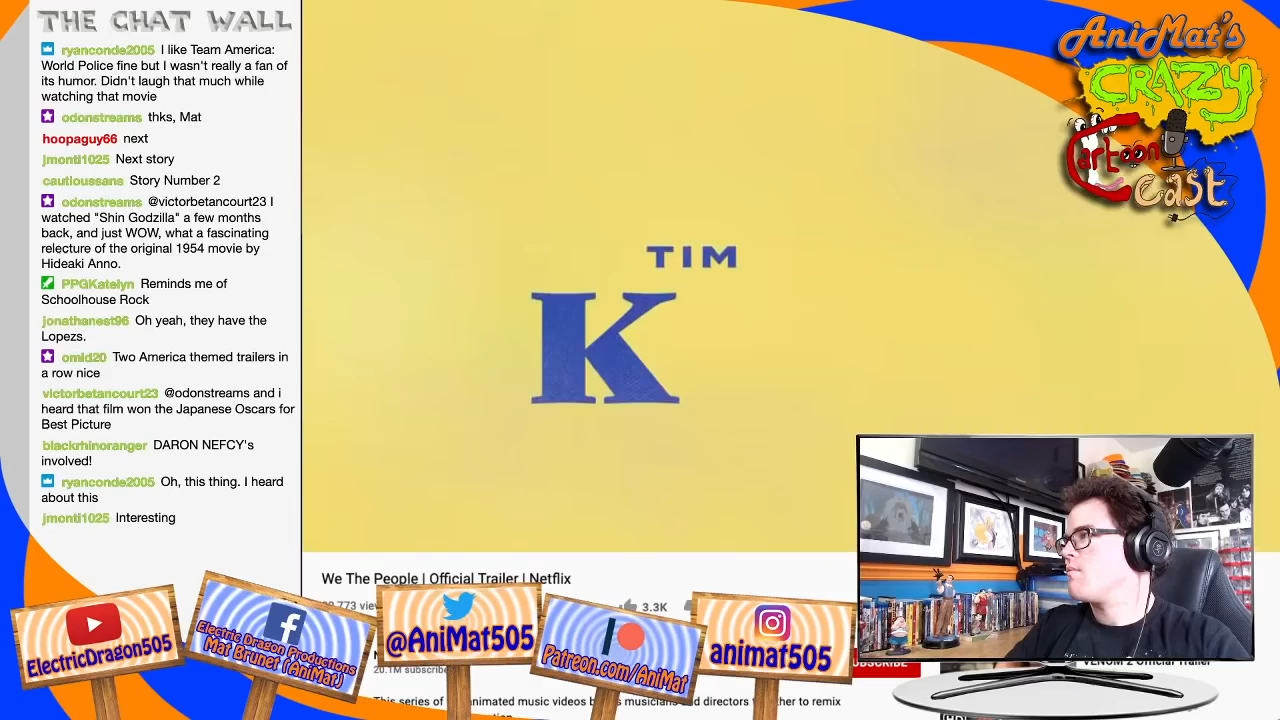 THE CHAT WALL
ryanconde2005 I like Team America:
World Police fine but I wasn't really a fan of
its humor. Didn't laugh that much while
watching that movie
odonstreams thks, Mat
hoopaguy66 next
jmonti1025 Next story
cautioussans Story Number 2
odonstreams @victorbetancourt23 I
watched "Shin Godzilla" a few months
back, and just WOW, what a fascinating
relecture of the original 1954 movie by
Hideaki Anno.
PPGKatelyn Reminds me of
Schoolhouse Rock
jonathanest96 Oh yeah, they have the
Lopezs.
omid20 Two America themed trailers in
a row nice
victorbetancourt23 @odonstreams and i
heard that film won the Japanese Oscars for
Best Picture
blackrhinoranger DARON NEFCY's
involved!
ryanconde2005 Oh, this thing. I heard
about this
jmonti1025 Interesting
TIM
K
AniMat's
CRAZY
Cartoon
Cast
We The People | Official Trailer | Netflix
3.3K
20.1M
SUBSCRIBE
VENOM 2 Official Trailer
This series of
animated music videos
musicians
directors
her to remix
ElectricDragon505
Electric Dragon Productions
Mat Brunet (AniMat)
@AniMat505
Patreon.com/AniMat
animat505